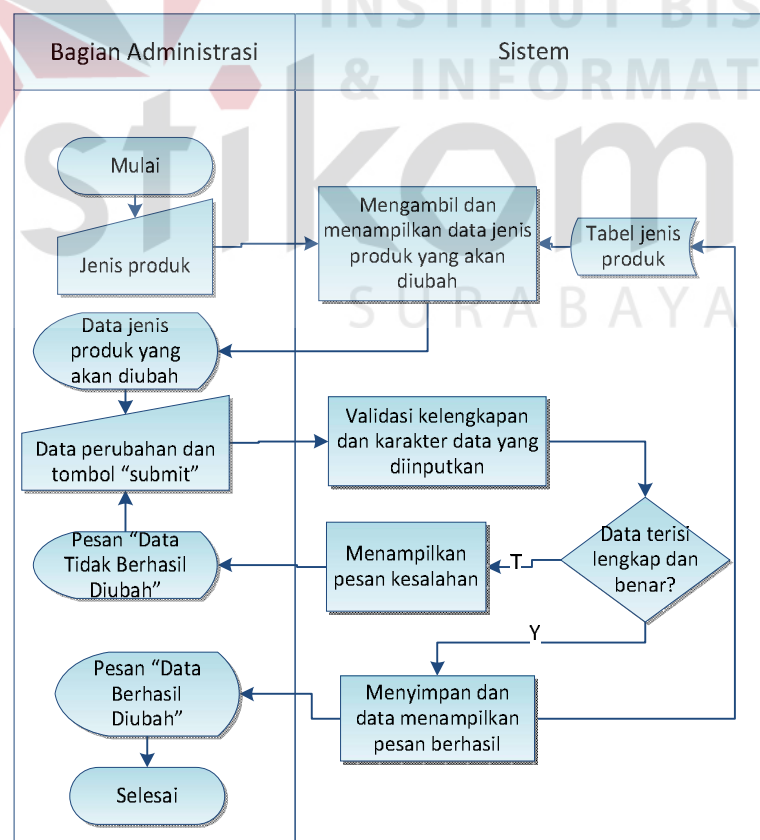 INSTITUT BIS
& INFORMAT
stikom
SURABAYA
Bagian Administrasi
Sistem
Mulai
Jenis produk
Mengambil dan
menampilkan data jenis
produk yang akan
diubah
Tabel jenis
produk
Data jenis
produk yang
akan diubah
Data perubahan dan
tombol “submit”
Validasi kelengkapan
dan karakter data yang
diinputkan
Data terisi
lengkap dan
benar?
T
Menampilkan
pesan kesalahan
Pesan “Data
Tidak Berhasil
Diubah”
Y
Menyimpan dan
data menampilkan
pesan berhasil
Pesan “Data
Berhasil
Diubah”
Selesai